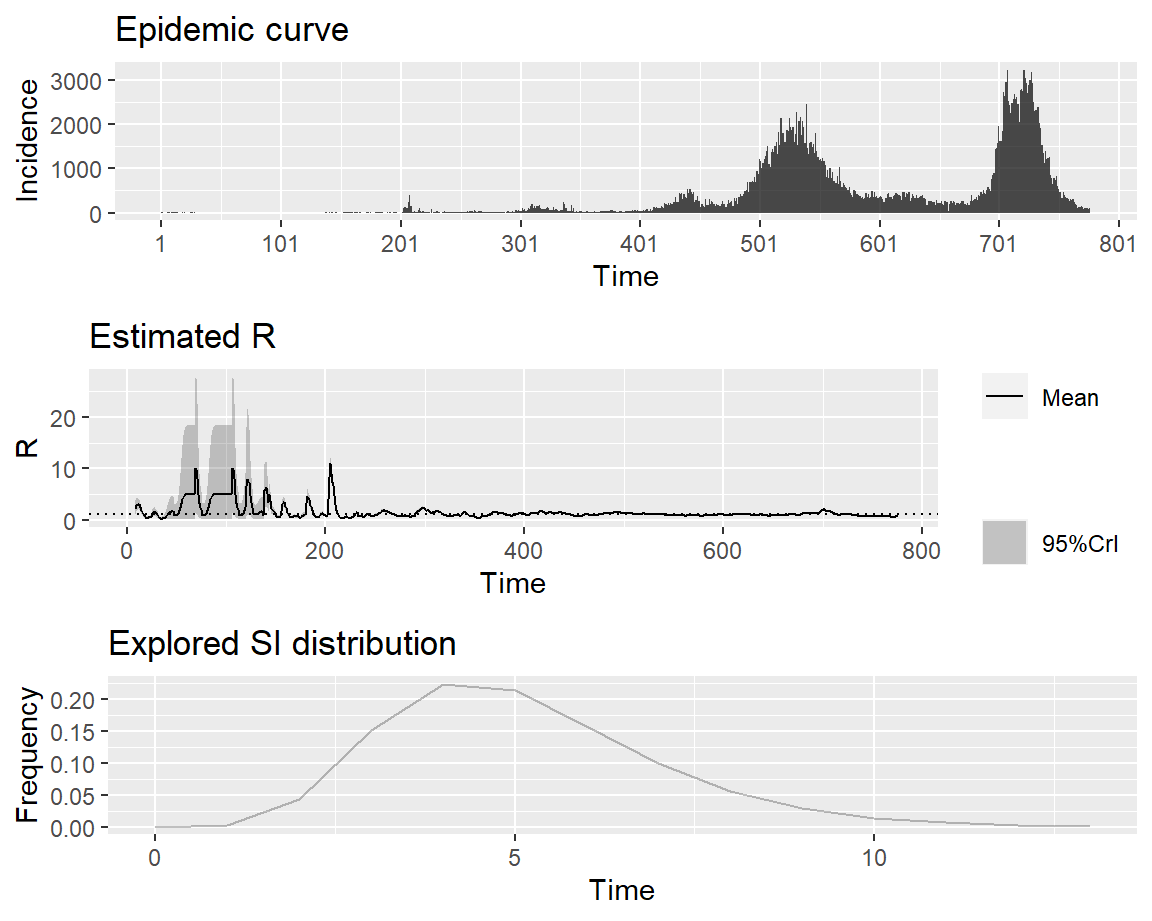 Epidemic curve
3000
2000
1000
0
Incidence
1 101 201 301 401 501 601 701 801
Time
Estimated R
20
10
0
R
0 200 400 600 800
Time
Mean
95%CrI
Explored SI distribution
0.20
0.15
0.10
0.05
0.00
Frequency
0 5 10
Time